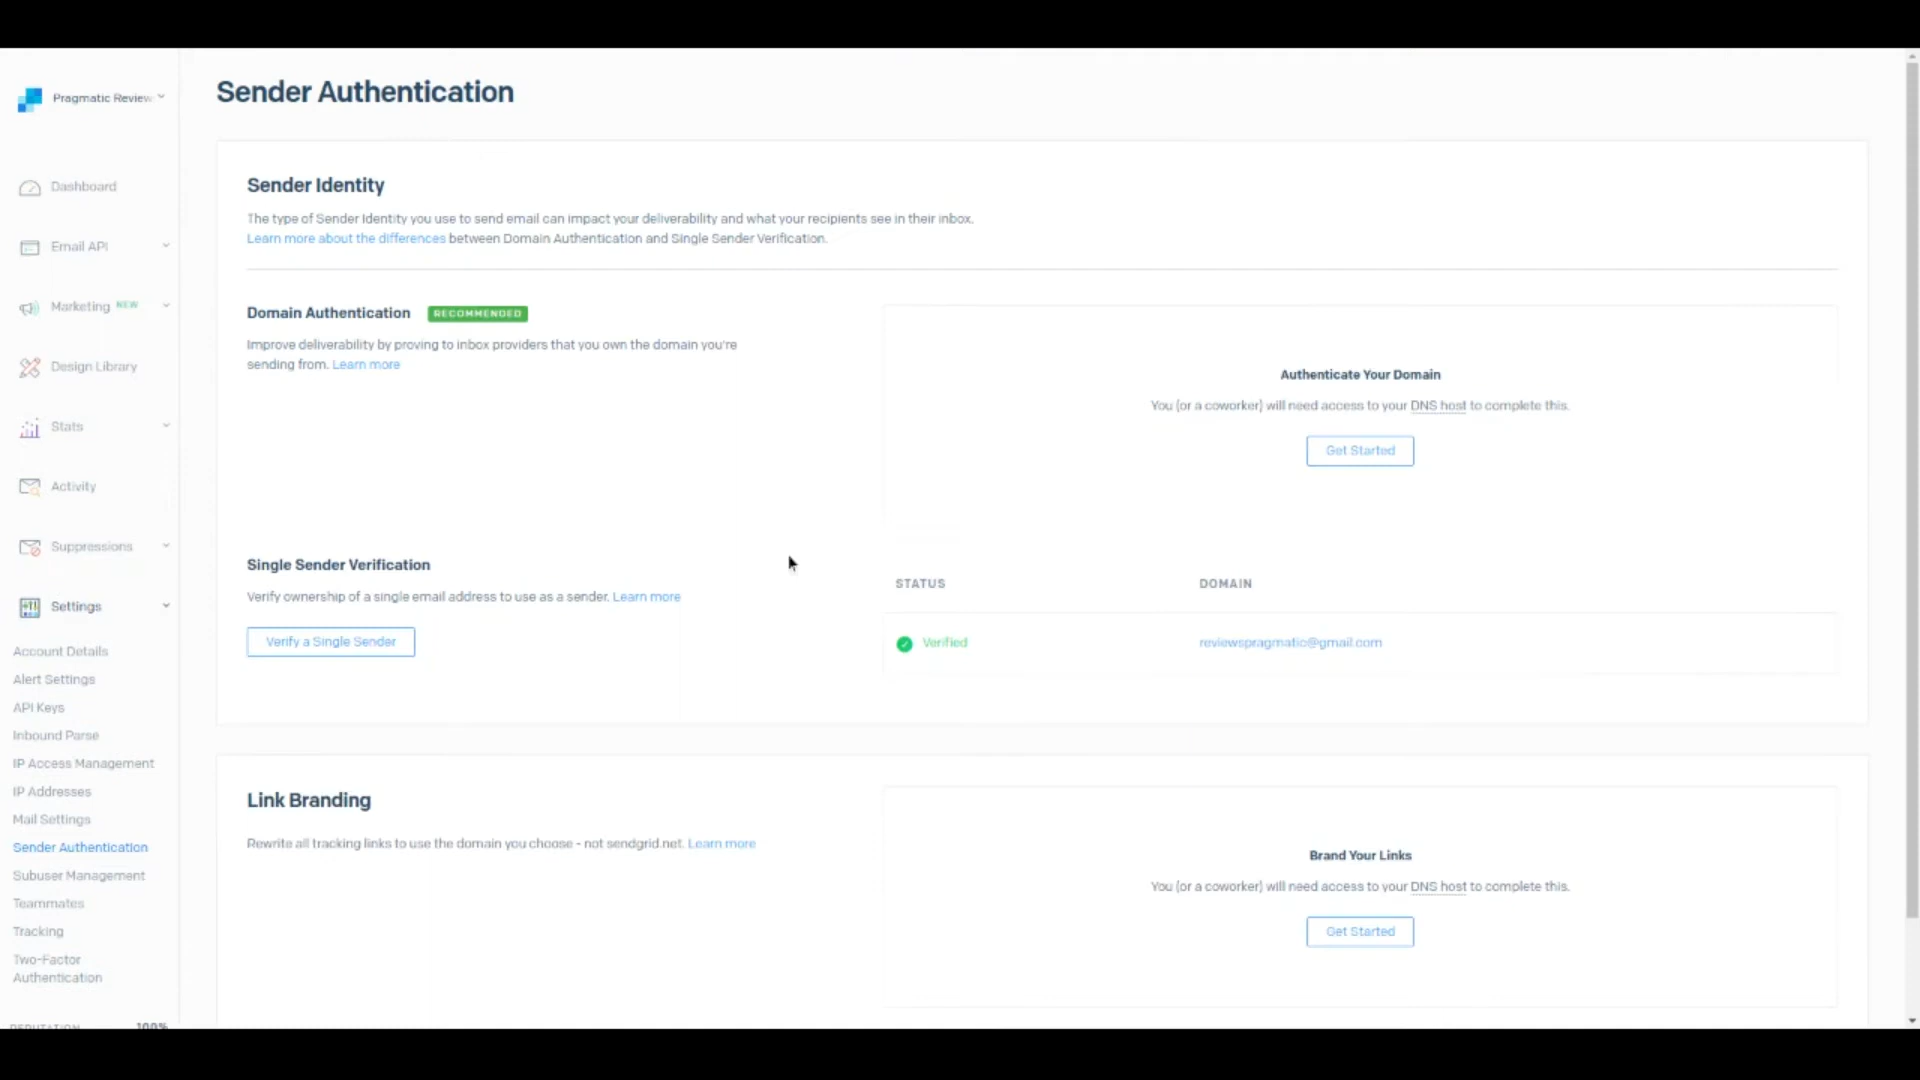 Pragmatic Review
Dashboard
Email API
Marketing NEW
Design Library
Stats
Activity
Suppressions
Settings
Account Details
Alert Settings
API Keys
Inbound Parse
IP Access Management
IP Addresses
Mail Settings
Sender Authentication
Subuser Management
Teammates
Tracking
Two-Factor
Authentication
REPUTATION 100%
Sender Authentication
Sender Identity
The type of Sender Identity you use to send email can impact your deliverability and what your recipients see in their inbox.
Learn more about the differences between Domain Authentication and Single Sender Verification.
Domain Authentication RECOMMENDED
Improve deliverability by proving to inbox providers that you own the domain you're
sending from. Learn more
Authenticate Your Domain
You (or a coworker) will need access to your DNS host to complete this.
Get Started
Single Sender Verification
Verify ownership of a single email address to use as a sender. Learn more
Verify a Single Sender
STATUS DOMAIN
Verified reviewspragmatic@gmail.com
Link Branding
Rewrite all tracking links to use the domain you choose - not sendgrid.net. Learn more
Brand Your Links
You (or a coworker) will need access to your DNS host to complete this.
Get Started